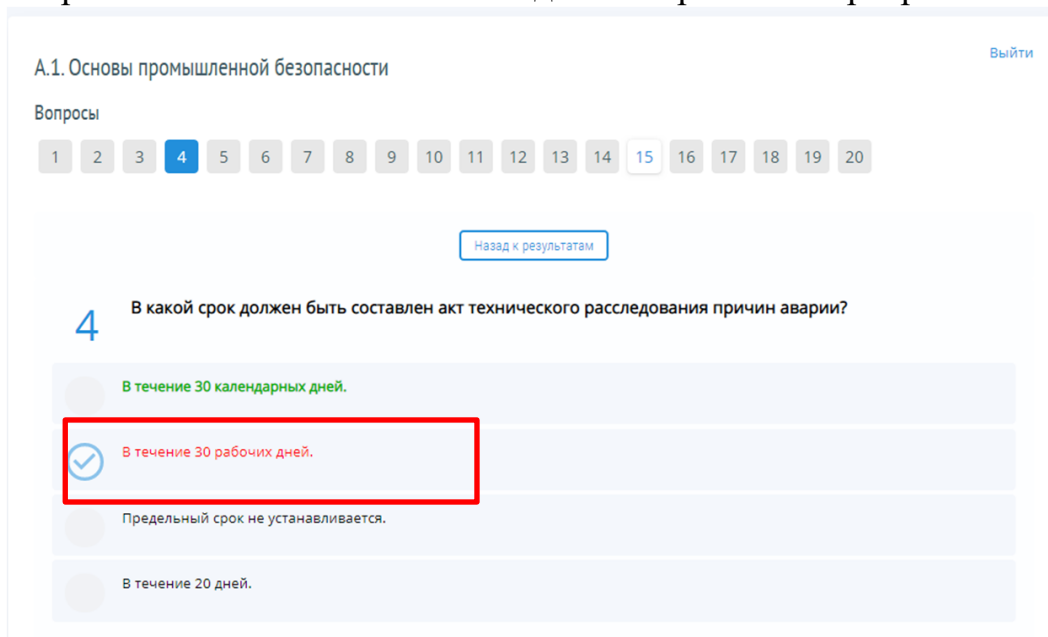 Выйти
А.1. Основы промышленной безопасности
Вопросы
1 2 3 4 5 6 7 8 9 10 11 12 13 14 15 16 17 18 19 20
Назад к результатам
4 В какой срок должен быть составлен акт технического расследования причин аварии?
В течение 30 календарных дней.
В течение 30 рабочих дней.
Предельный срок не устанавливается.
В течение 20 дней.